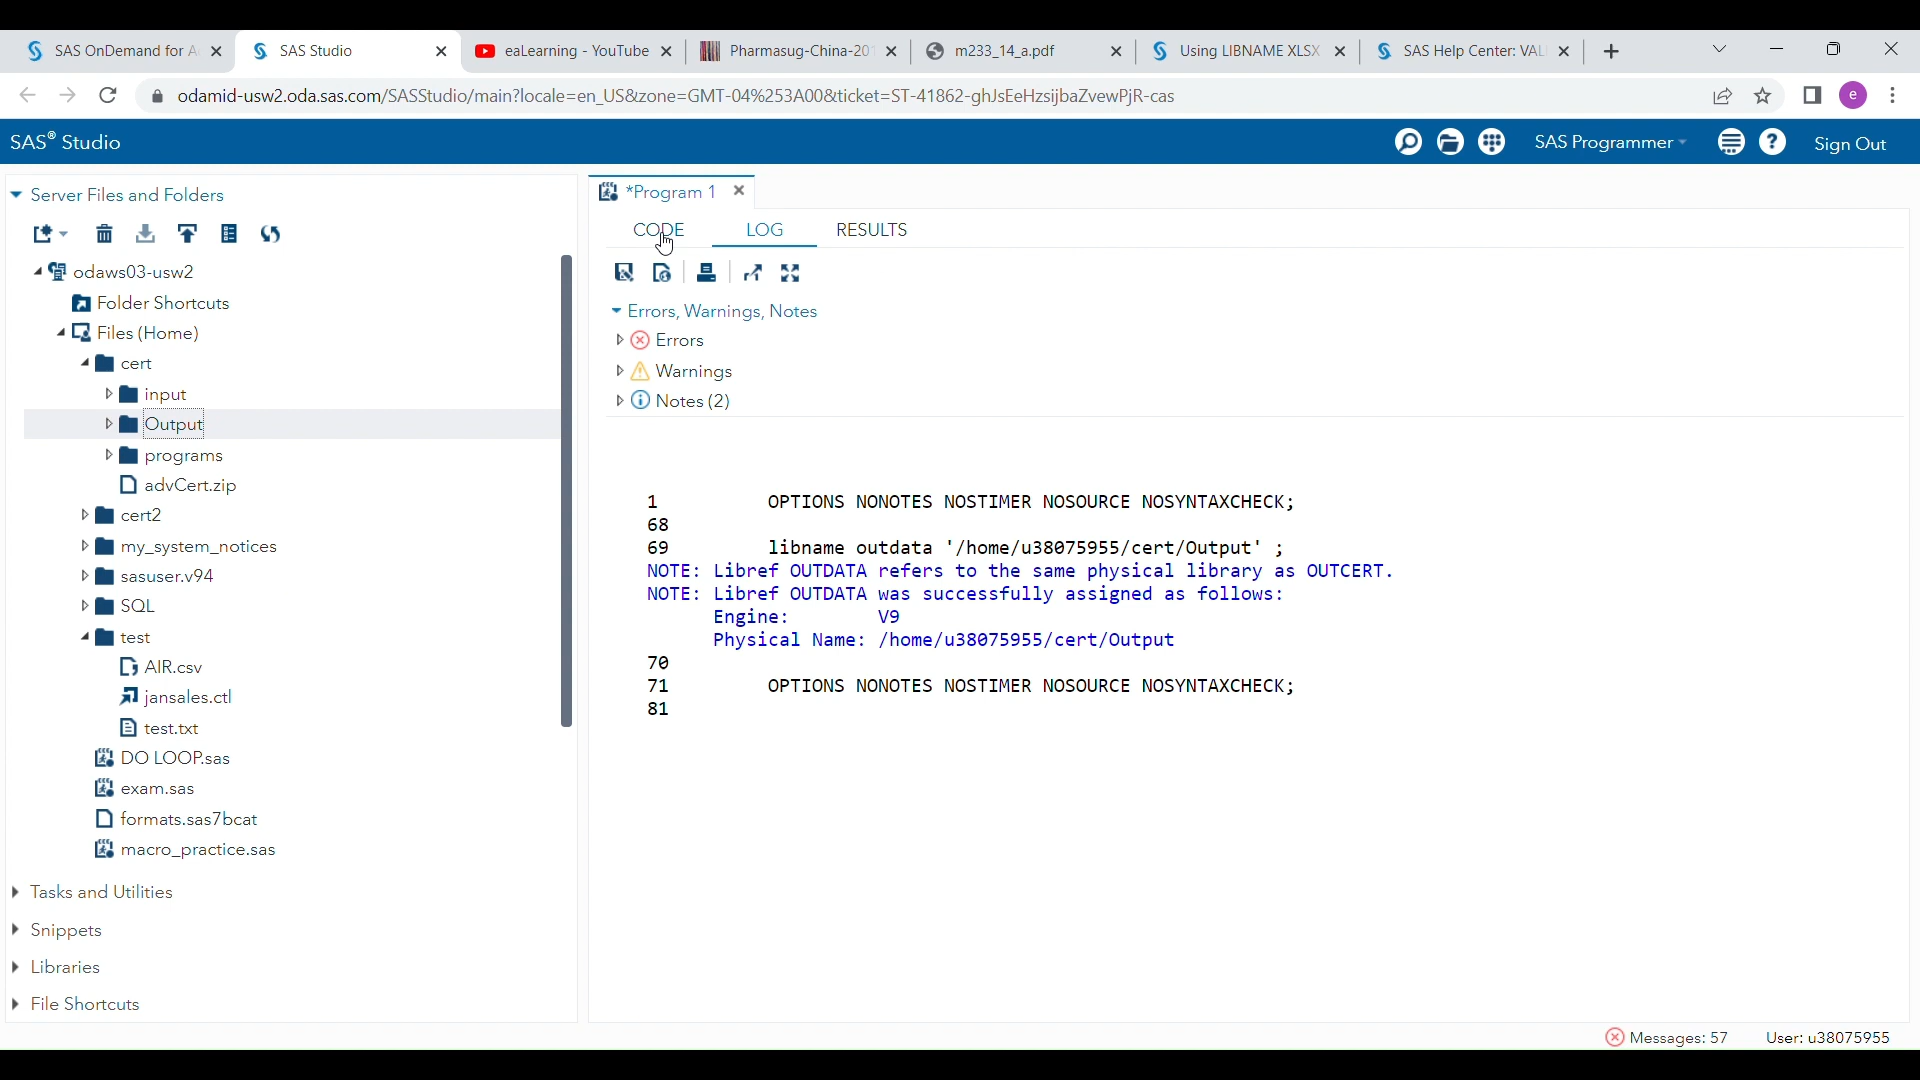 SAS OnDemand for A
SAS Studio
eaLearning - YouTube
Pharmasug-China-201
m233_14_a.pdf
Using LIBNAME XLSX
SAS Help Center: VALI
odamid-usw2.oda.sas.com/SASStudio/main?locale=en_US&zone=GMT-04%253A00&ticket=ST-41862-ghJsEeHzsijbaZvewPjR-cas
e
SAS® Studio
SAS Programmer
Sign Out
Server Files and Folders
odaws03-usw2
Folder Shortcuts
Files (Home)
cert
input
Output
programs
advCert.zip
cert2
my_system_notices
sasuser.v94
SQL
test
AIR.csv
jansales.ctl
test.txt
DO LOOP.sas
exam.sas
formats.sas7bcat
macro_practice.sas
Tasks and Utilities
Snippets
Libraries
File Shortcuts
*Program 1
CODE LOG RESULTS
Errors, Warnings, Notes
Errors
Warnings
Notes (2)
1 OPTIONS NONOTES NOSTIMER NOSOURCE NOSYNTAXCHECK;
68
69 libname outdata '/home/u38075955/cert/Output' ;
NOTE: Libref OUTDATA refers to the same physical library as OUTCERT.
NOTE: Libref OUTDATA was successfully assigned as follows:
Engine: V9
Physical Name: /home/u38075955/cert/Output
70
71 OPTIONS NONOTES NOSTIMER NOSOURCE NOSYNTAXCHECK;
81
Messages: 57
User: u38075955